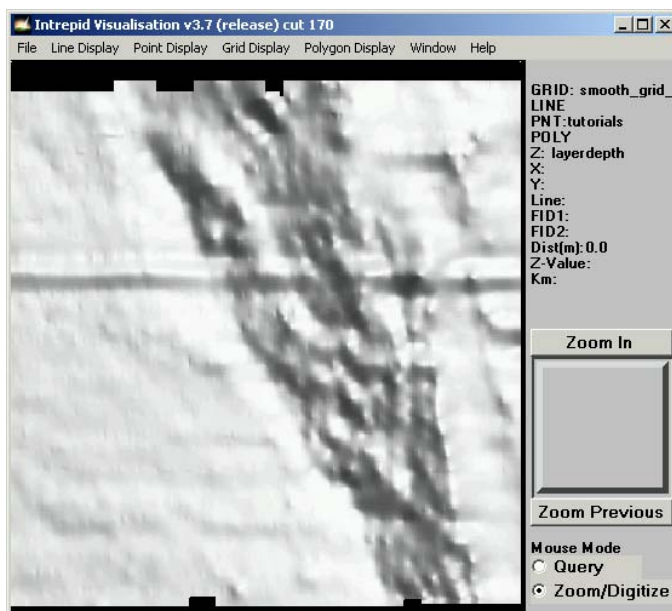 Intrepid Visualisation v3.7 (release) cut 170
File Line Display Point Display Grid Display Polygon Display Window Help
GRID: smooth_grid_
LINE
PNT:tutorials
POLY
Z: layerdepth
X:
Y:
Line:
FID1:
FID2:
Dist(m):0.0
Z-Value:
Km:
Zoom In
Zoom Previous
Mouse Mode
Query
Zoom/Digitize